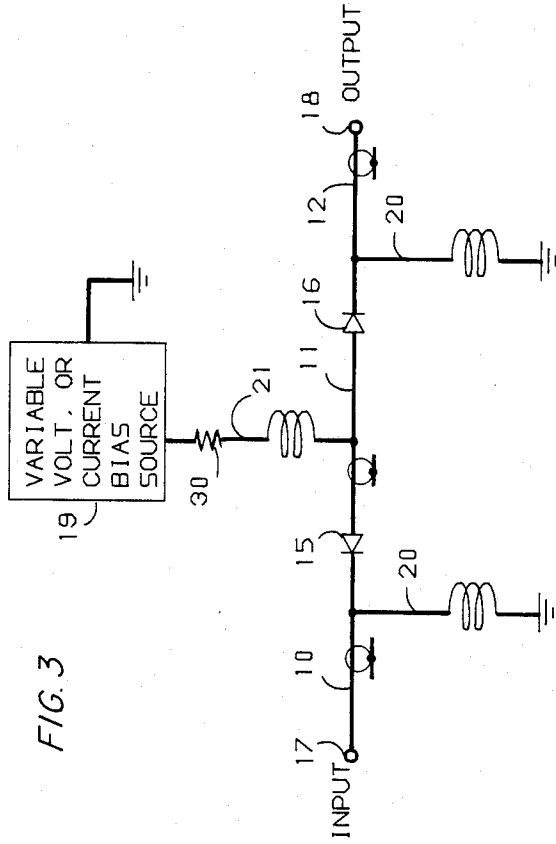 FIG. 3
VARIABLE
VOLT. OR
CURRENT
BIAS
SOURCE
19
30
21
INPUT
17
10
20
15
11
16
20
12
18
OUTPUT